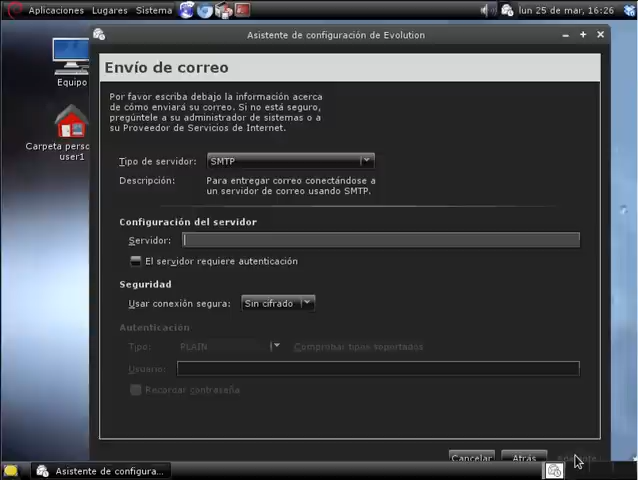 Aplicaciones Lugares Sistema
lun 25 de mar, 16:26
Asistente de configuración de Evolution
Equipo
Carpeta perso
user1
Envío de correo
Por favor escriba debajo la información acerca
de cómo enviará su correo. Si no está seguro,
pregúntele a su administrador de sistemas o a
su Proveedor de Servicios de Internet.
Tipo de servidor: SMTP
Descripción: Para entregar correo conectándose a
un servidor de correo usando SMTP.
Configuración del servidor
Servidor:
El servidor requiere autenticación
Seguridad
Usar conexión segura: Sin cifrado
Autenticación
Tipo: PLAIN Comprobar tipos soportados
Usuario:
Recordar contraseña
Cancelar Atrás
Asistente de configura...